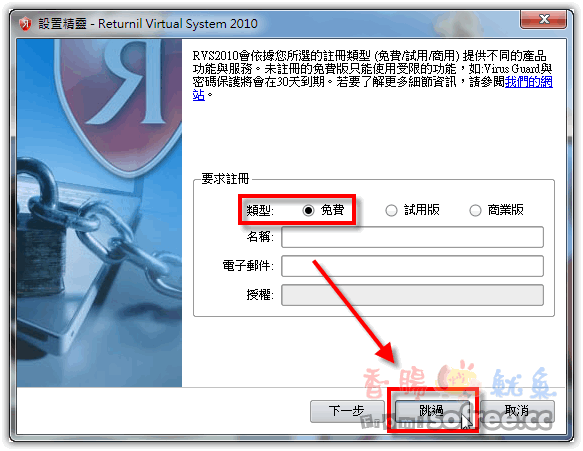 設置精靈 - Returnil Virtual System 2010
RVS2010會依據您所選的註冊類型 (免費/試用/商用) 提供不同的產品
功能與服務。未註冊的免費版只能使用受限的功能，如:Virus Guard與
密碼保護將會在30天到期。若要了解更多細節資訊，請參閱我們的網
站。
要求註冊
類型: 免費 試用版 商業版
名稱:
電子郵件:
授權:
香腸 魷魚
下一步 跳過 取消
From:isofree.cc